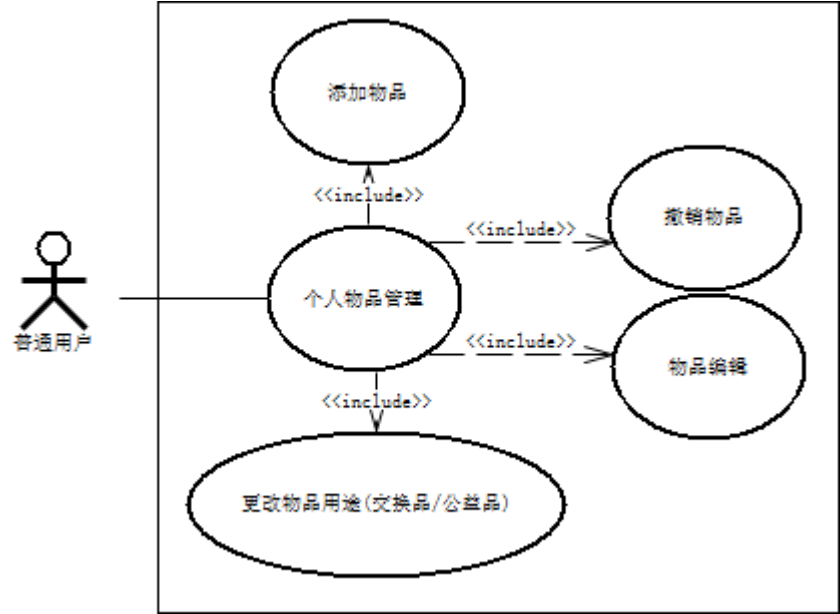 添加物品
<<include>>
撤销物品
<<include>>
个人物品管理
普通用户
<<include>>
物品编辑
<<include>>
更改物品用途(交换品/公益品)